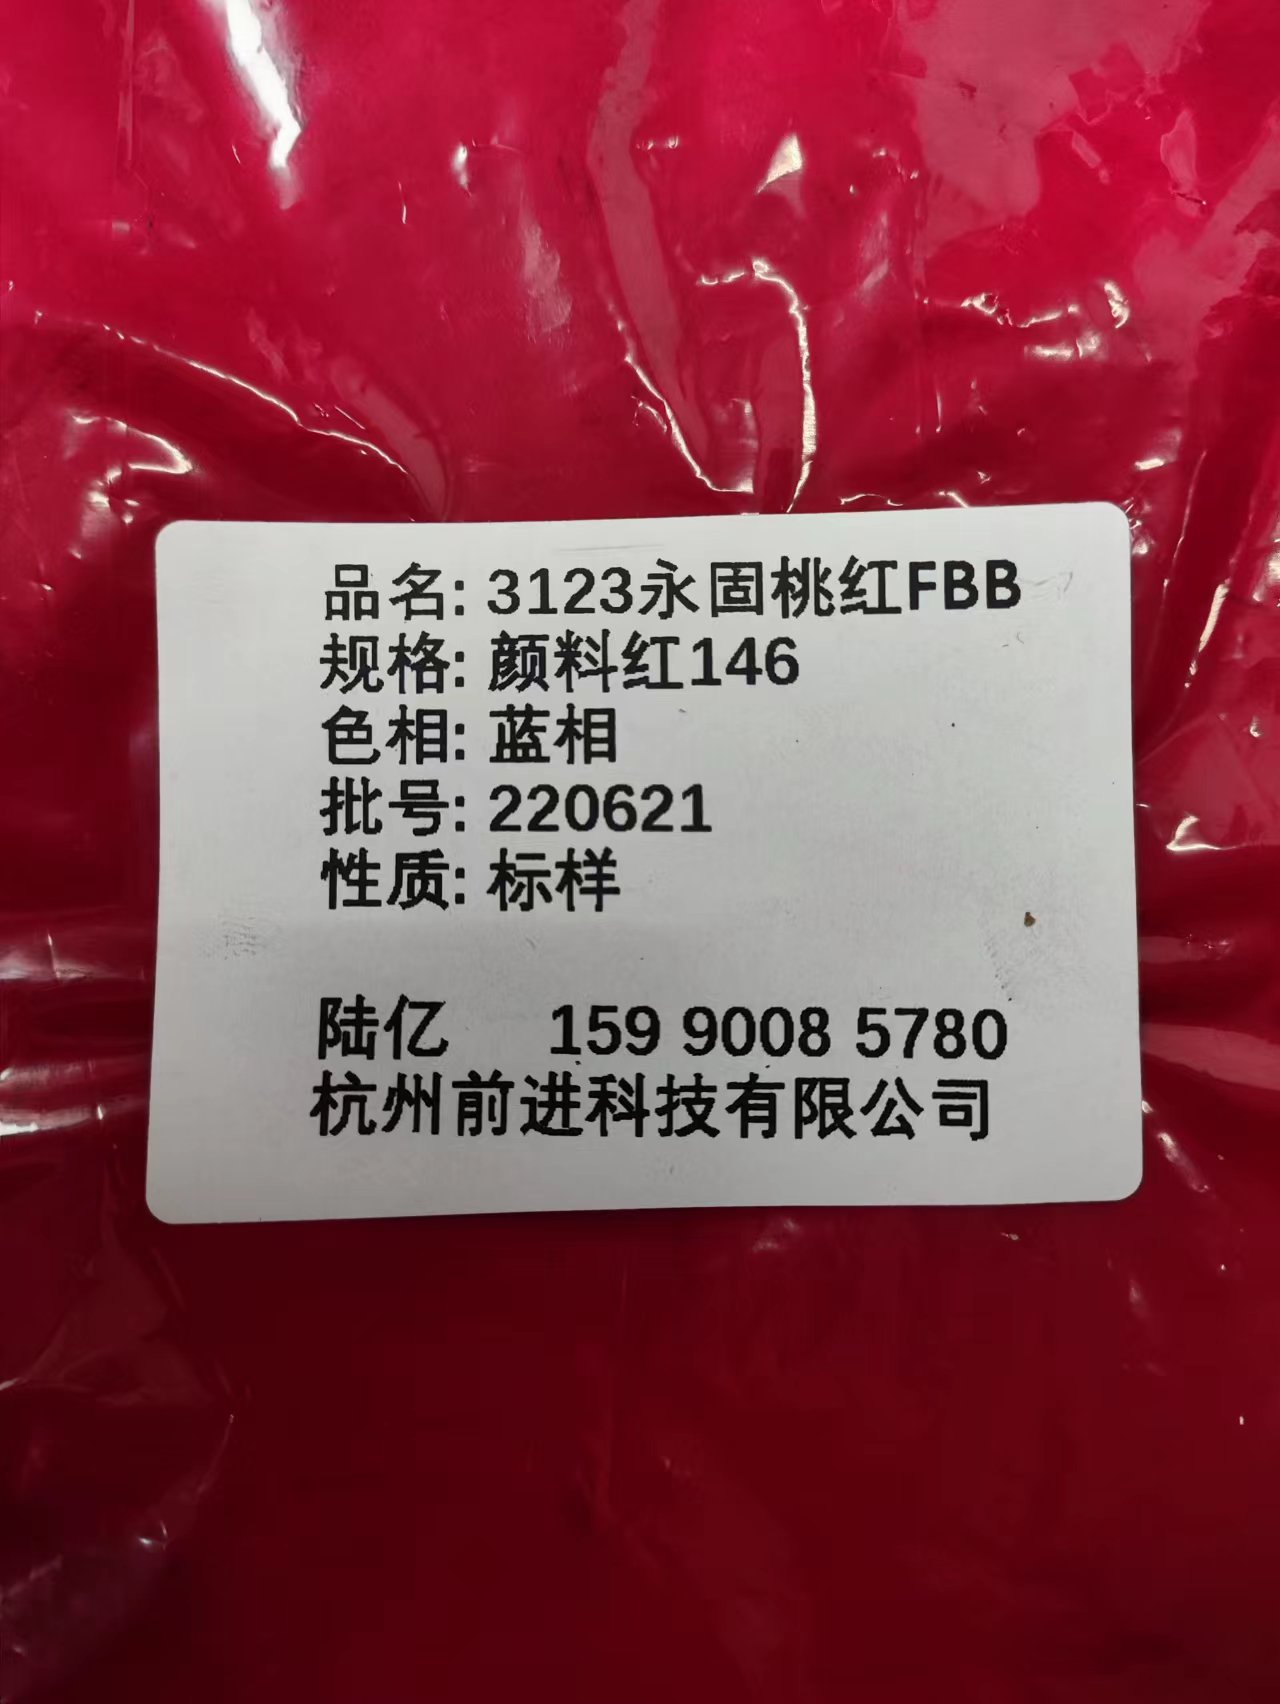 品名: 3123永固桃红FBB
规格: 颜料红146
色相: 蓝相
批号: 220621
性质: 标样
陆亿 159 9008 5780
杭州前进科技有限公司